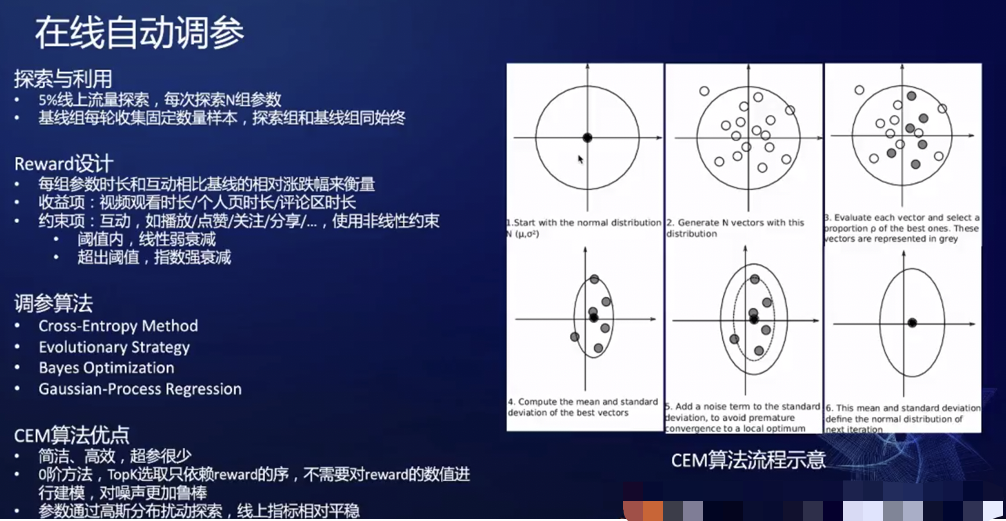 在线自动调参
探索与利用
• 5%线上流量探索，每次探索N组参数
• 基线组每轮收集固定数量样本，探索组和基线组同始终
Reward设计
• 每组参数时长和互动相比基线的相对涨跌幅来衡量
• 收益项：视频观看时长/个人页时长/评论区时长
• 约束项：互动，如播放/点赞/关注/分享/...，使用非线性约束
• 阈值内，线性弱衰减
• 超出阈值，指数强衰减
调参算法
• Cross-Entropy Method
• Evolutionary Strategy
• Bayes Optimization
• Gaussian-Process Regression
CEM算法优点
• 简洁、高效，超参很少
• 0阶方法，TopK选取只依赖reward的序，不需要对reward的数值进
行建模，对噪声更加鲁棒
• 参数通过高斯分布扰动探索，线上指标相对平稳
1.Start with the normal distribution
N (μ,σ²)
2. Generate N vectors with this
distribution
3. Evaluate each vector and select a
proportion ρ of the best ones. These
vectors are represented in grey
4. Compute the mean and standard
deviation of the best vectors
5. Add a noise term to the standard
deviation, to avoid premature
convergence to a local optimum
6. This mean and standard deviation
define the normal distribution of
next iteration
CEM算法流程示意